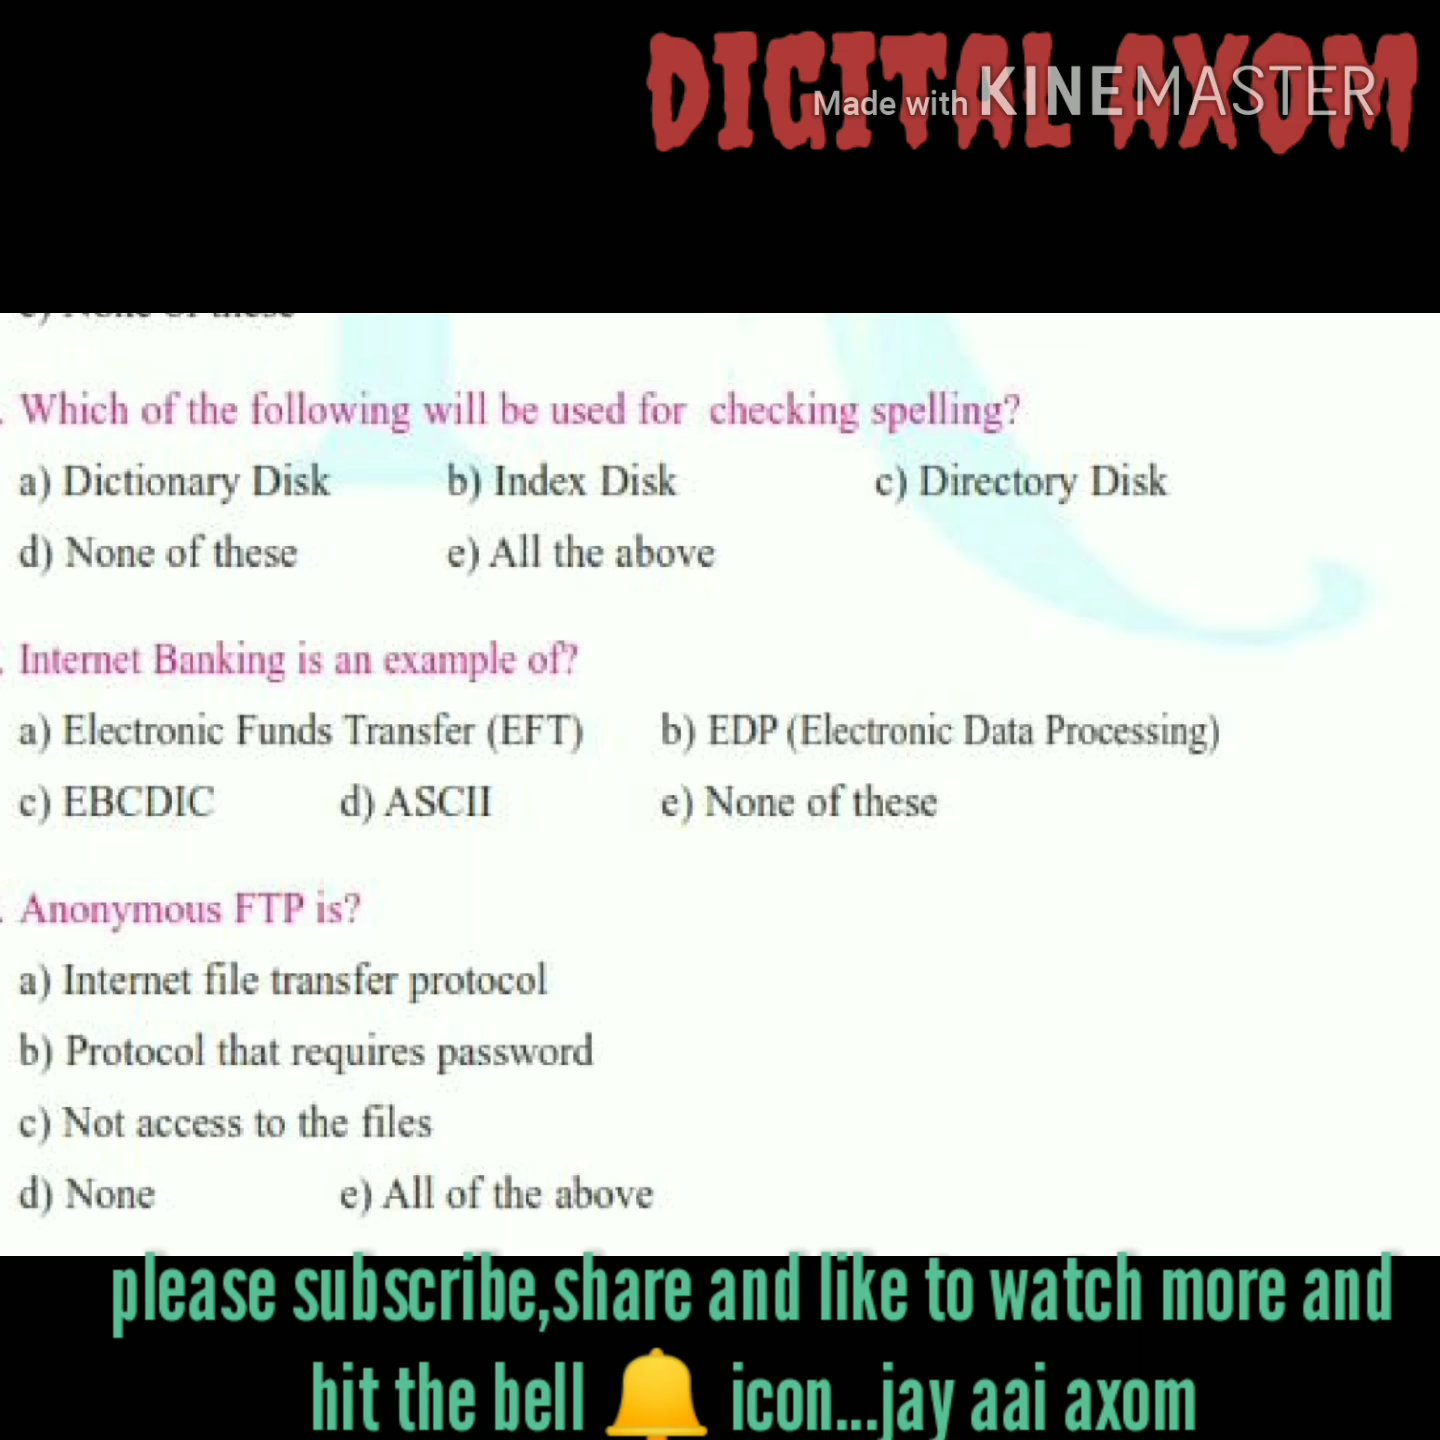 DIGITAL AXOM
Made with KINEMASTER
e) None of these
. Which of the following will be used for checking spelling?
a) Dictionary Disk b) Index Disk c) Directory Disk
d) None of these e) All the above
. Internet Banking is an example of?
a) Electronic Funds Transfer (EFT) b) EDP (Electronic Data Processing)
c) EBCDIC d) ASCII e) None of these
. Anonymous FTP is?
a) Internet file transfer protocol
b) Protocol that requires password
c) Not access to the files
d) None e) All of the above
please subscribe,share and like to watch more and
hit the bell 🔔 icon...jay aai axom